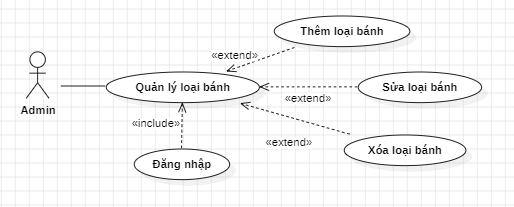 Thêm loại bánh
«extend»
Quản lý loại bánh
Sửa loại bánh
«extend»
Admin
«include»
«extend»
Xóa loại bánh
Đăng nhập